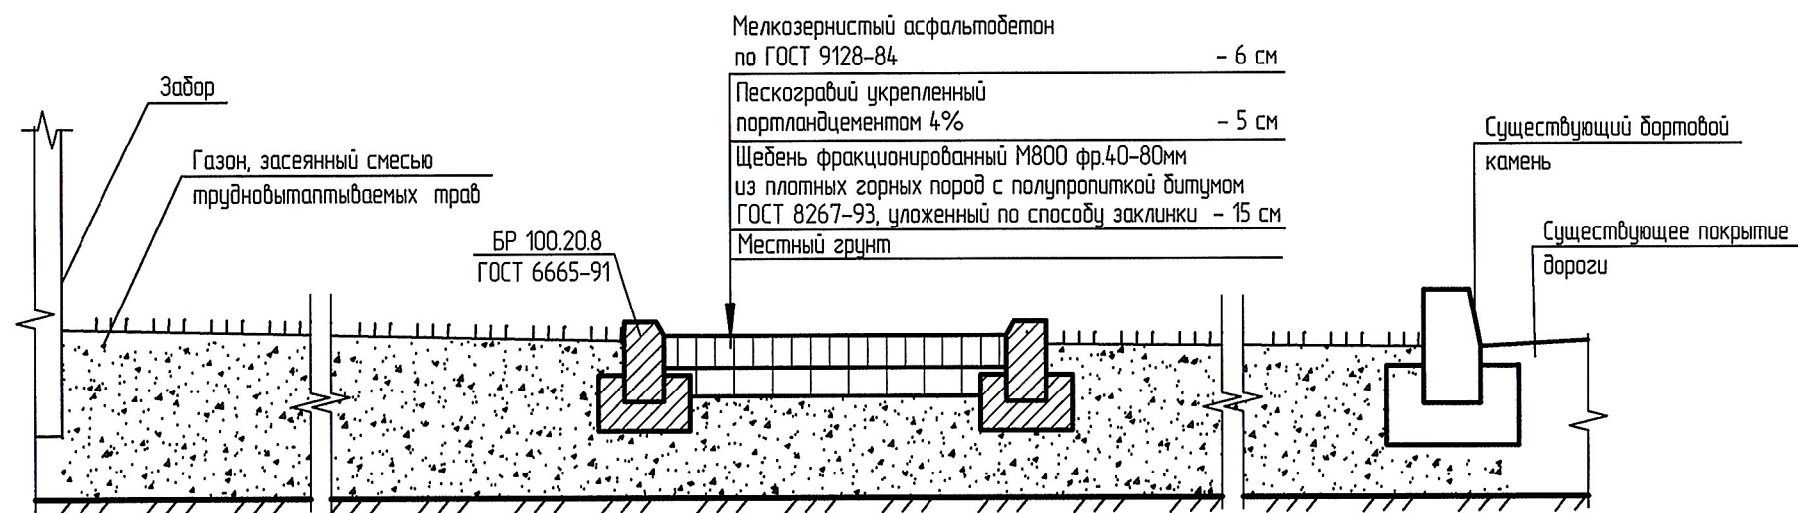 Мелкозернистый асфальтобетон
по ГОСТ 9128-84 - 6 см
Забор
Пескогравий укрепленный
портландцементом 4% - 5 см
Существующий бортовой
камень
Газон, засеянный смесью
трудновытаптываемых трав
Щебень фракционированный М800 фр.40-80мм
из плотных горных пород с полупропиткой битумом
ГОСТ 8267-93, уложенный по способу заклинки - 15 см
Местный грунт
БР 100.20.8
ГОСТ 6665-91
Существующее покрытие
дороги